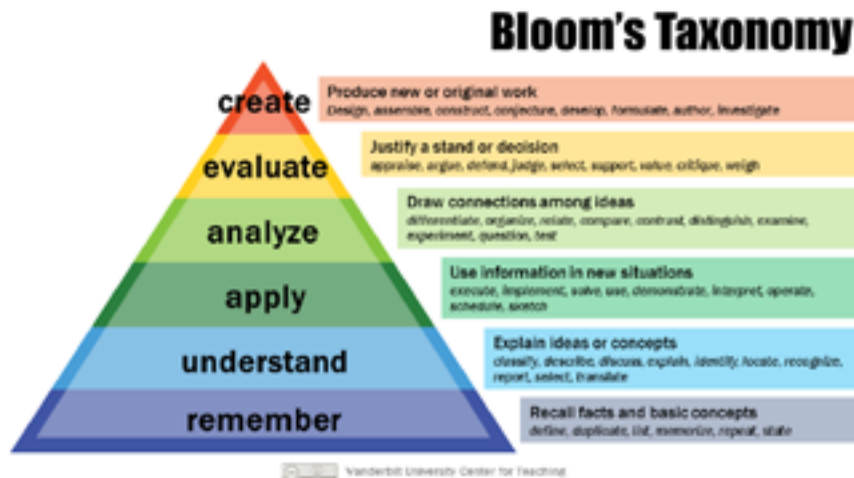 Bloom's Taxonomy
create
Produce new or original work
Design, assemble, construct, conjecture, develop, formulate, author, investigate
evaluate
Justify a stand or decision
appraise, argue, defend, judge, select, support, value, critique, weigh
analyze
Draw connections among ideas
differentiate, organize, relate, compare, contrast, distinguish, examine,
experiment, question, test
apply
Use information in new situations
execute, implement, solve, use, demonstrate, interpret, operate,
schedule, sketch
understand
Explain ideas or concepts
classify, describe, discuss, explain, identify, locate, recognize,
report, select, translate
remember
Recall facts and basic concepts
define, duplicate, list, memorize, repeat, state
Vanderbilt University Center for Teaching